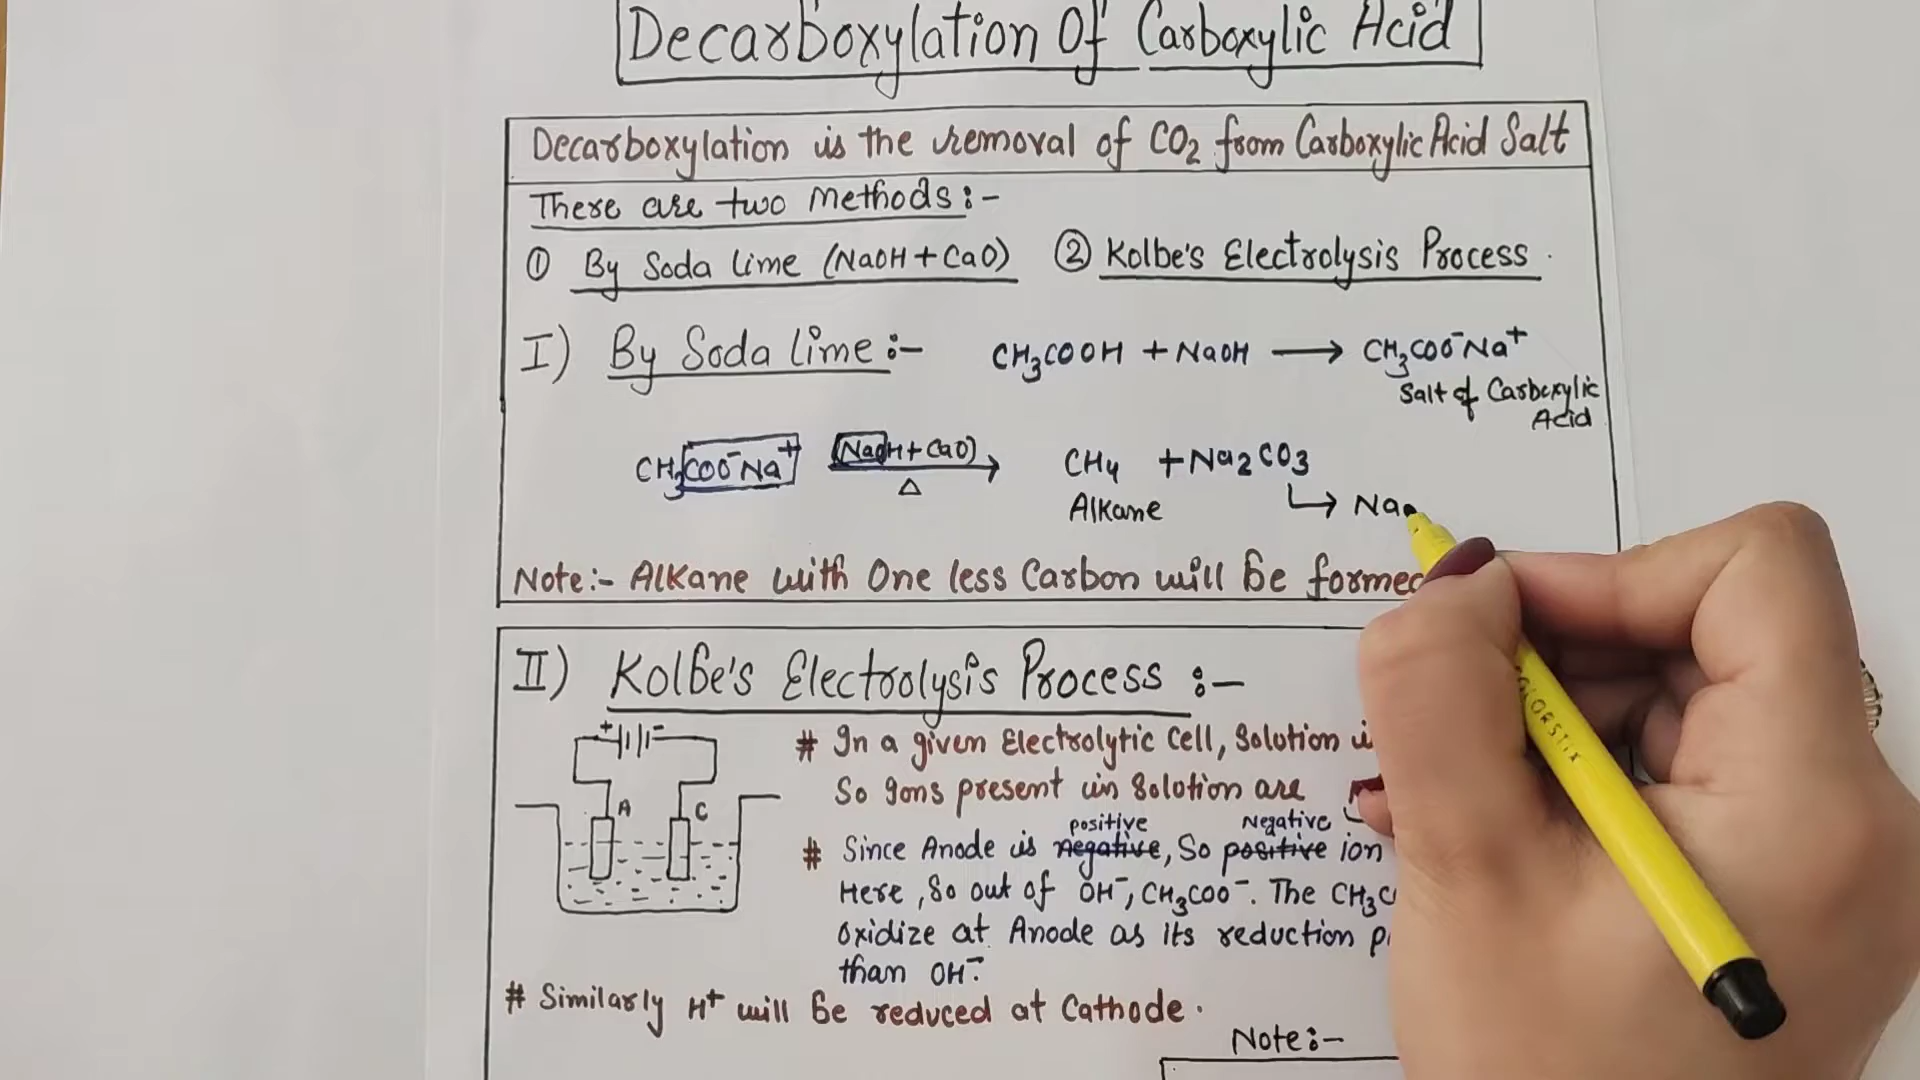 Decarboxylation Of Carboxylic Acid
Decarboxylation is the removal of CO2 from Carboxylic Acid Salt
There are two Methods:-
① By Soda lime (NaOH+CaO) ② Kolbe's Electrolysis Process.
I) By Soda lime:- CH3COOH + NaOH ⟶ CH3COO⁻Na⁺
Salt of Carboxylic
Acid
CH3COO⁻Na⁺ (NaOH+CaO) ⟶ CH4 + Na2CO3
△
Alkane ↳ Na
Note:- Alkane with One less Carbon will be formed
II) Kolbe's Electrolysis Process:-
+ -
A C
# In a given Electrolytic Cell, Solution
So Ions present in Solution are
positive Negative
# Since Anode is negative, So positive ion
Here, So out of OH⁻, CH3COO⁻. The CH3C
Oxidize at Anode as its reduction
than OH⁻.
# Similarly H⁺ will be reduced at Cathode.
Note:-
COLORSTIX